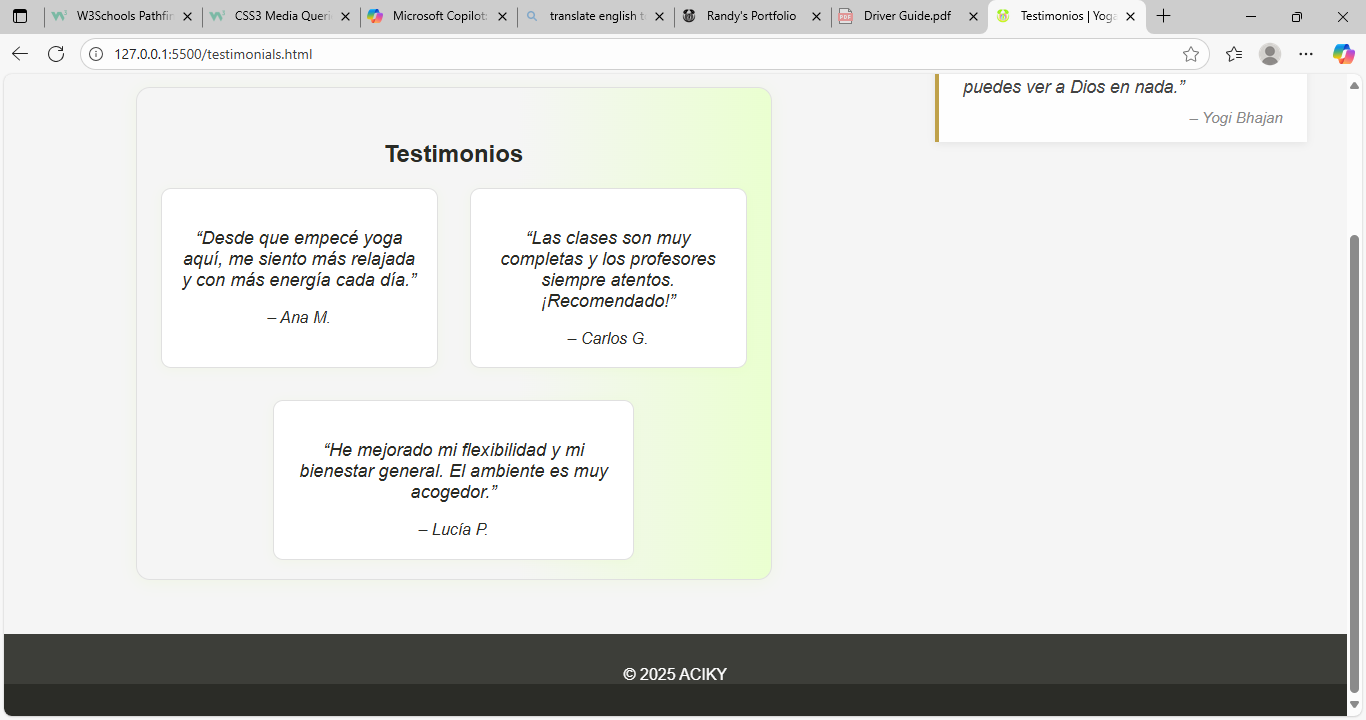 W3Schools Pathfin
CSS3 Media Queri
Microsoft Copilot:
translate english t
Randy's Portfolio
Driver Guide.pdf
Testimonios | Yoga
127.0.0.1:5500/testimonials.html
puedes ver a Dios en nada.”
– Yogi Bhajan
Testimonios
“Desde que empecé yoga
aquí, me siento más relajada
y con más energía cada día.”
– Ana M.
“Las clases son muy
completas y los profesores
siempre atentos.
¡Recomendado!”
– Carlos G.
“He mejorado mi flexibilidad y mi
bienestar general. El ambiente es muy
acogedor.”
– Lucía P.
© 2025 ACIKY